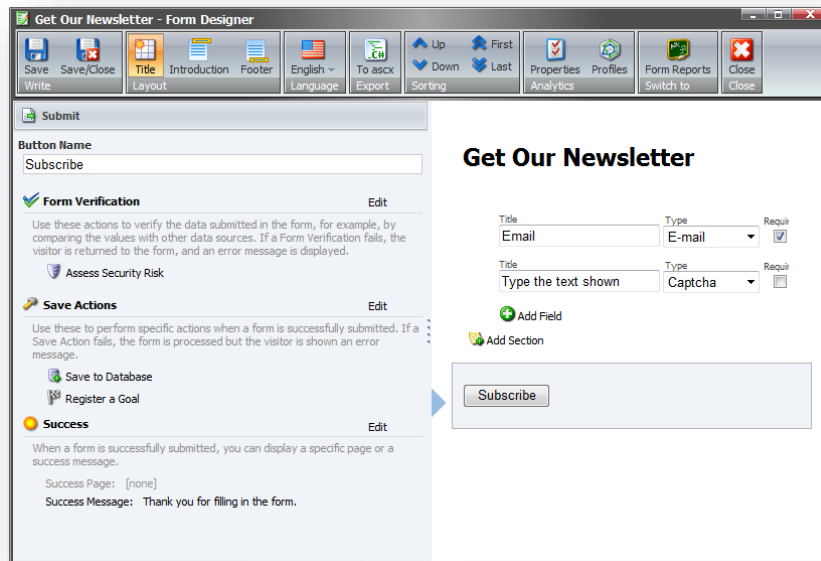 Get Our Newsletter - Form Designer
Save Save/Close Title Introduction Footer English To ascx Up First Down Last Properties Profiles Form Reports Close
Write Layout Language Export Sorting Analytics Switch to Close
Submit
Button Name
Subscribe
Form Verification Edit
Use these actions to verify the data submitted in the form, for example, by
comparing the values with other data sources. If a Form Verification fails, the
visitor is returned to the form, and an error message is displayed.
Assess Security Risk
Save Actions Edit
Use these to perform specific actions when a form is successfully submitted. If a
Save Action fails, the form is processed but the visitor is shown an error
message.
Save to Database
Register a Goal
Success Edit
When a form is successfully submitted, you can display a specific page or a
success message.
Success Page: [none]
Success Message: Thank you for filling in the form.
Get Our Newsletter
Title Type Requir
Email E-mail
Title Type Requir
Type the text shown Captcha
Add Field
Add Section
Subscribe